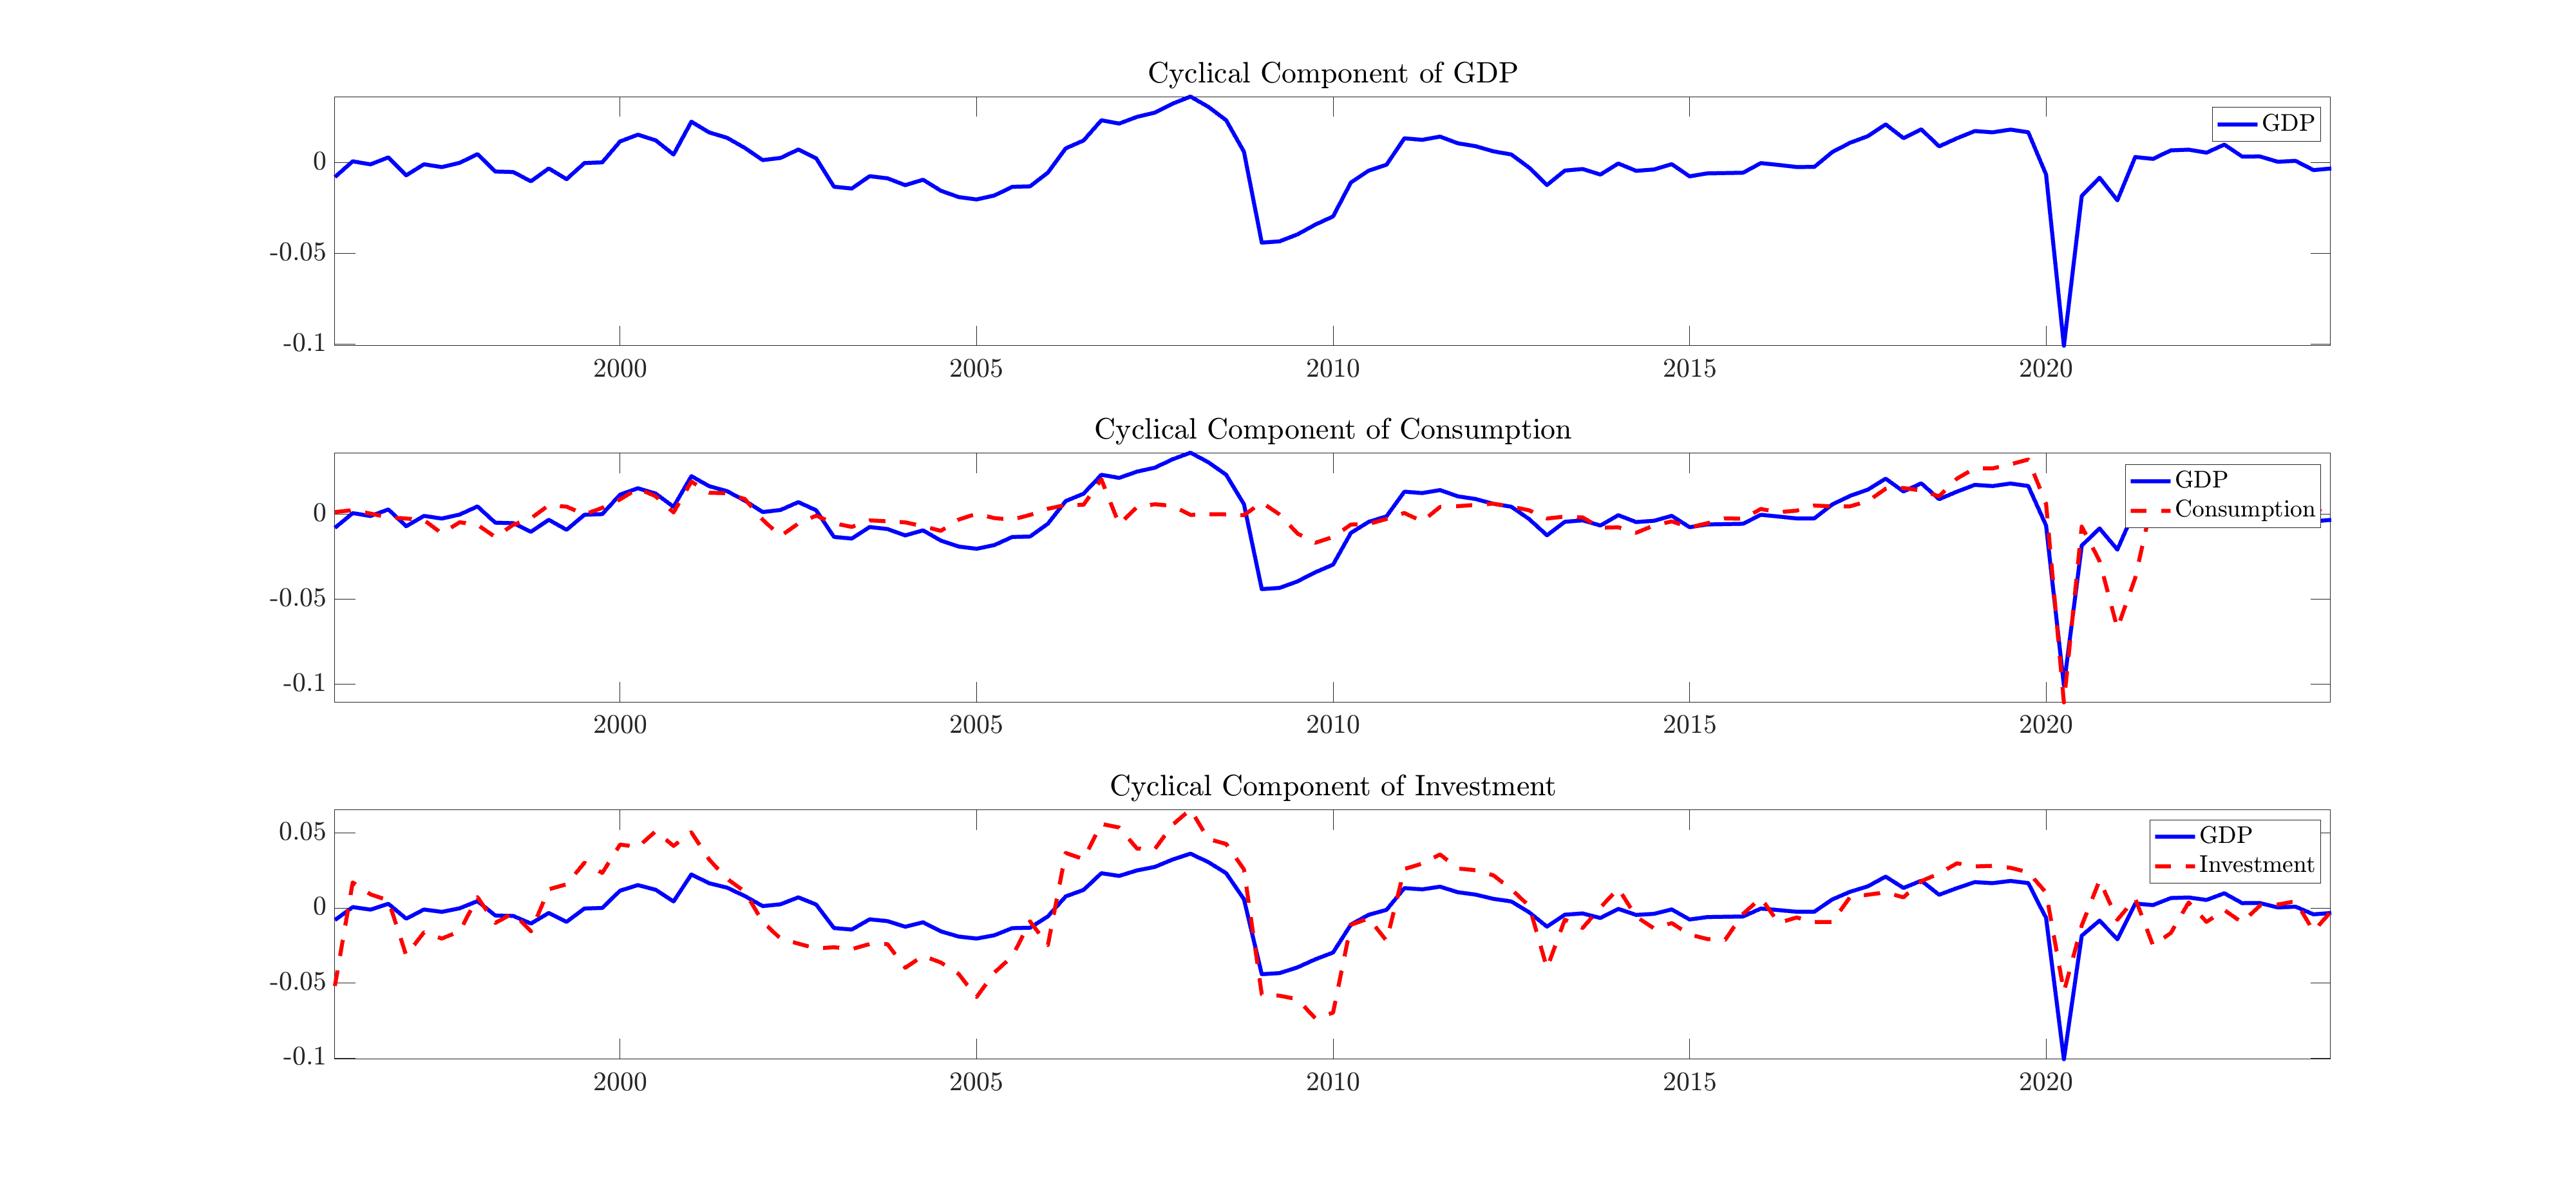 Cyclical Component of GDP
GDP
0
-0.05
-0.1
2000 2005 2010 2015 2020
Cyclical Component of Consumption
GDP
Consumption
0
-0.05
-0.1
2000 2005 2010 2015 2020
Cyclical Component of Investment
GDP
Investment
0.05
0
-0.05
-0.1
2000 2005 2010 2015 2020